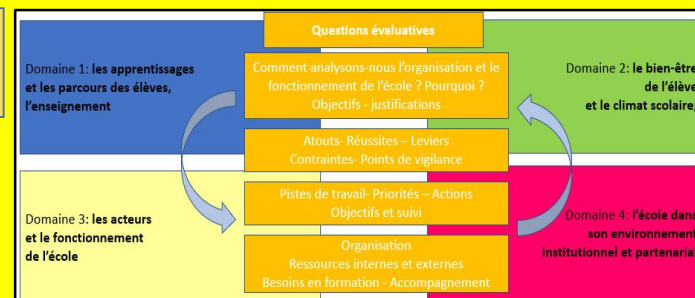 Questions évaluatives
Domaine 1: les apprentissages
et les parcours des élèves,
l'enseignement
Comment analysons-nous l'organisation et le
fonctionnement de l'école ? Pourquoi ?
Objectifs - justifications
Domaine 2: le bien-être
de l'élève
et le climat scolaire,
Atouts- Réussites – Leviers
Contraintes- Points de vigilance
Pistes de travail- Priorités – Actions
Objectifs et suivi
Domaine 3: les acteurs
et le fonctionnement
de l'école
Domaine 4: l'école dans
son environnement
institutionnel et partenarial
Organisation
Ressources internes et externes
Besoins en formation - Accompagnement